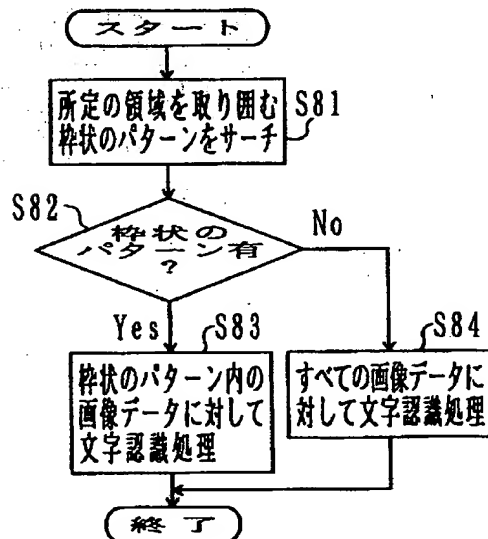 スタート
所定の領域を取り囲む
枠状のパターンをサーチ
S81
S82
枠状の
パターン有
?
No
Yes
S83
S84
枠状のパターン内の
画像データに対して
文字認識処理
すべての画像データに
対して文字認識処理
終了